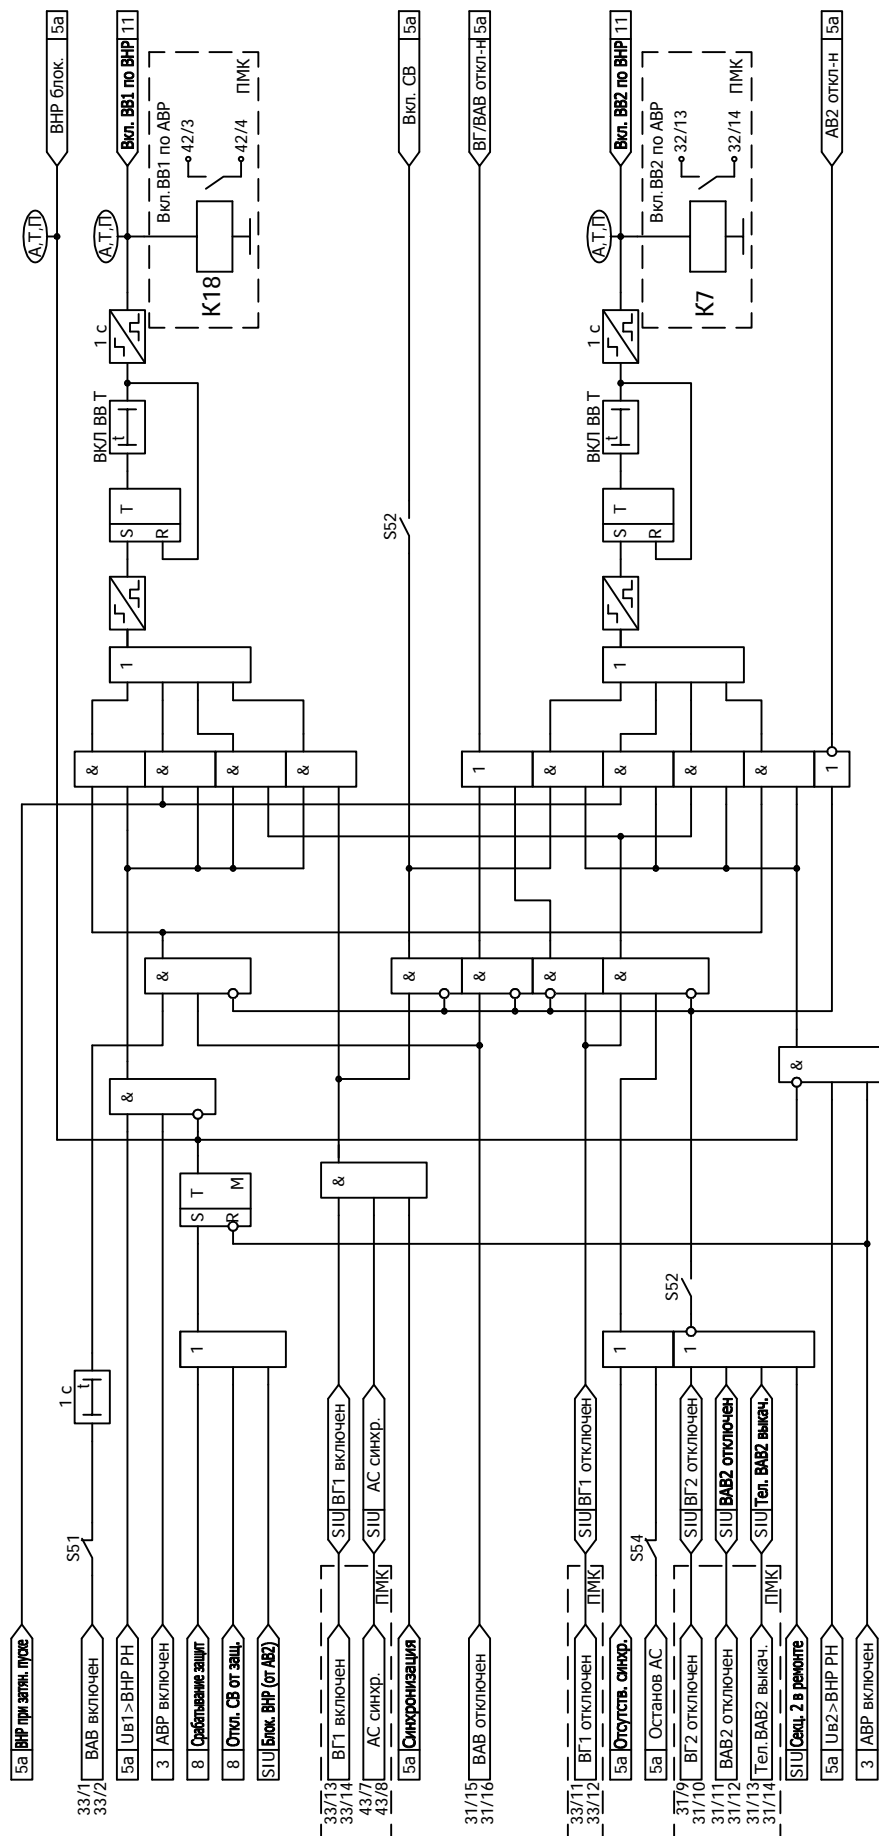 5а ВНР при затян. пуске
33/1
33/2
ВАВ включен
S51
1 с
t
5а Uв1>ВНР РН
3 АВР включен
8 Срабатывание защит
8 Откл. СВ от защ.
SIU Блок. ВНР (от АВ2)
33/13
33/14
ВГ1 включен
SIU ВГ1 включен
43/7
43/8
АС синхр.
SIU АС синхр.
ПМК
5а Синхронизация
31/15
31/16
ВАВ отключен
33/11
33/12
ВГ1 отключен
SIU ВГ1 отключен
ПМК
5а Отсутств. синхр.
5а Останов АС
S54
31/9
31/10
ВГ2 отключен
SIU ВГ2 отключен
31/11
31/12
ВАВ2 отключен
SIU ВАВ2 отключен
31/13
31/14
Тел.ВАВ2 выкач.
SIU Тел. ВАВ2 выкач.
ПМК
SIU Секц. 2 в ремонте
5а Uв2>ВНР РН
3 АВР включен
1
1
1
S52
S T
R M
&
&
&
&
&
&
&
&
&
&
&
&
&
1
&
&
&
&
1
1
1
S T
R
S T
R
S52
ВКЛ ВВ Т
t
ВКЛ ВВ Т
t
1 с
1 с
А,Т,П
А,Т,П
А,Т,П
К18
Вкл.ВВ1 по АВР
42/3
42/4
ПМК
К7
Вкл.ВВ2 по АВР
32/13
32/14
ПМК
ВНР блок. 5а
Вкл. ВВ1 по ВНР 11
Вкл. СВ 5а
ВГ/ВАВ откл-н 5а
Вкл. ВВ2 по ВНР 11
АВ2 откл-н 5а